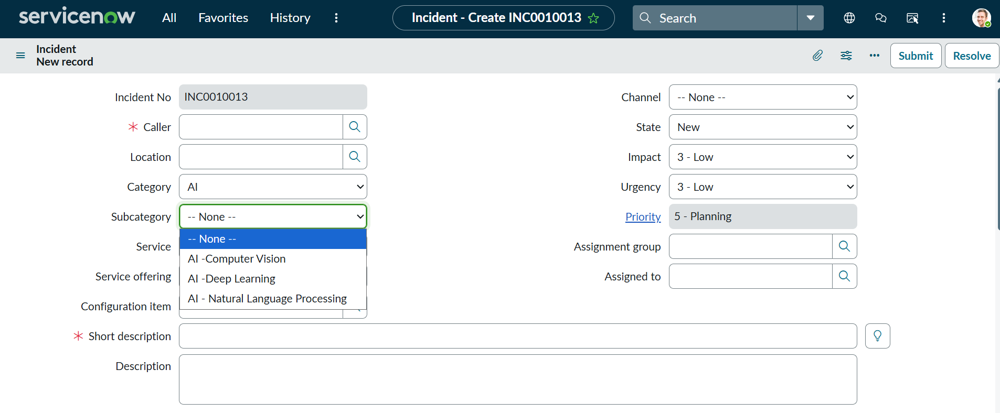 servicenow All Favorites History Incident - Create INC0010013 Search
Incident
New record
Submit Resolve
Incident No INC0010013 Channel -- None --
* Caller State New
Location Impact 3 - Low
Category AI Urgency 3 - Low
Subcategory -- None -- Priority 5 - Planning
-- None --
Service Assignment group
AI -Computer Vision
Service offering AI -Deep Learning Assigned to
AI - Natural Language Processing
Configuration item
* Short description
Description